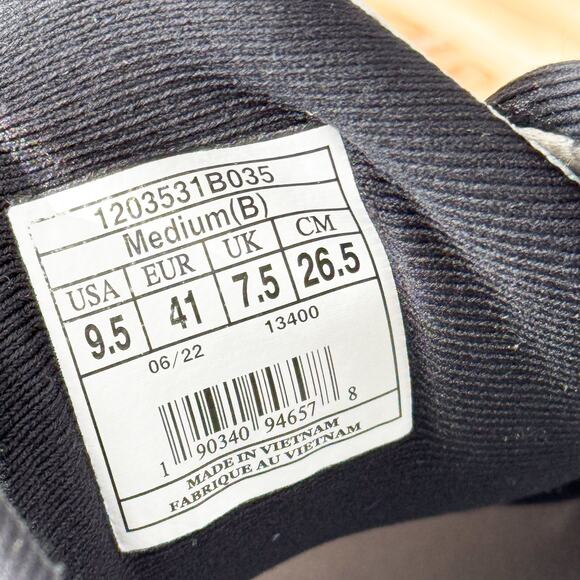 1203531B035
Medium(B)
USA EUR UK CM
9.5 41 7.5 26.5
06/22 13400
1 90340 94657 8
MADE IN VIETNAM
FABRIQUE AU VIETNAM